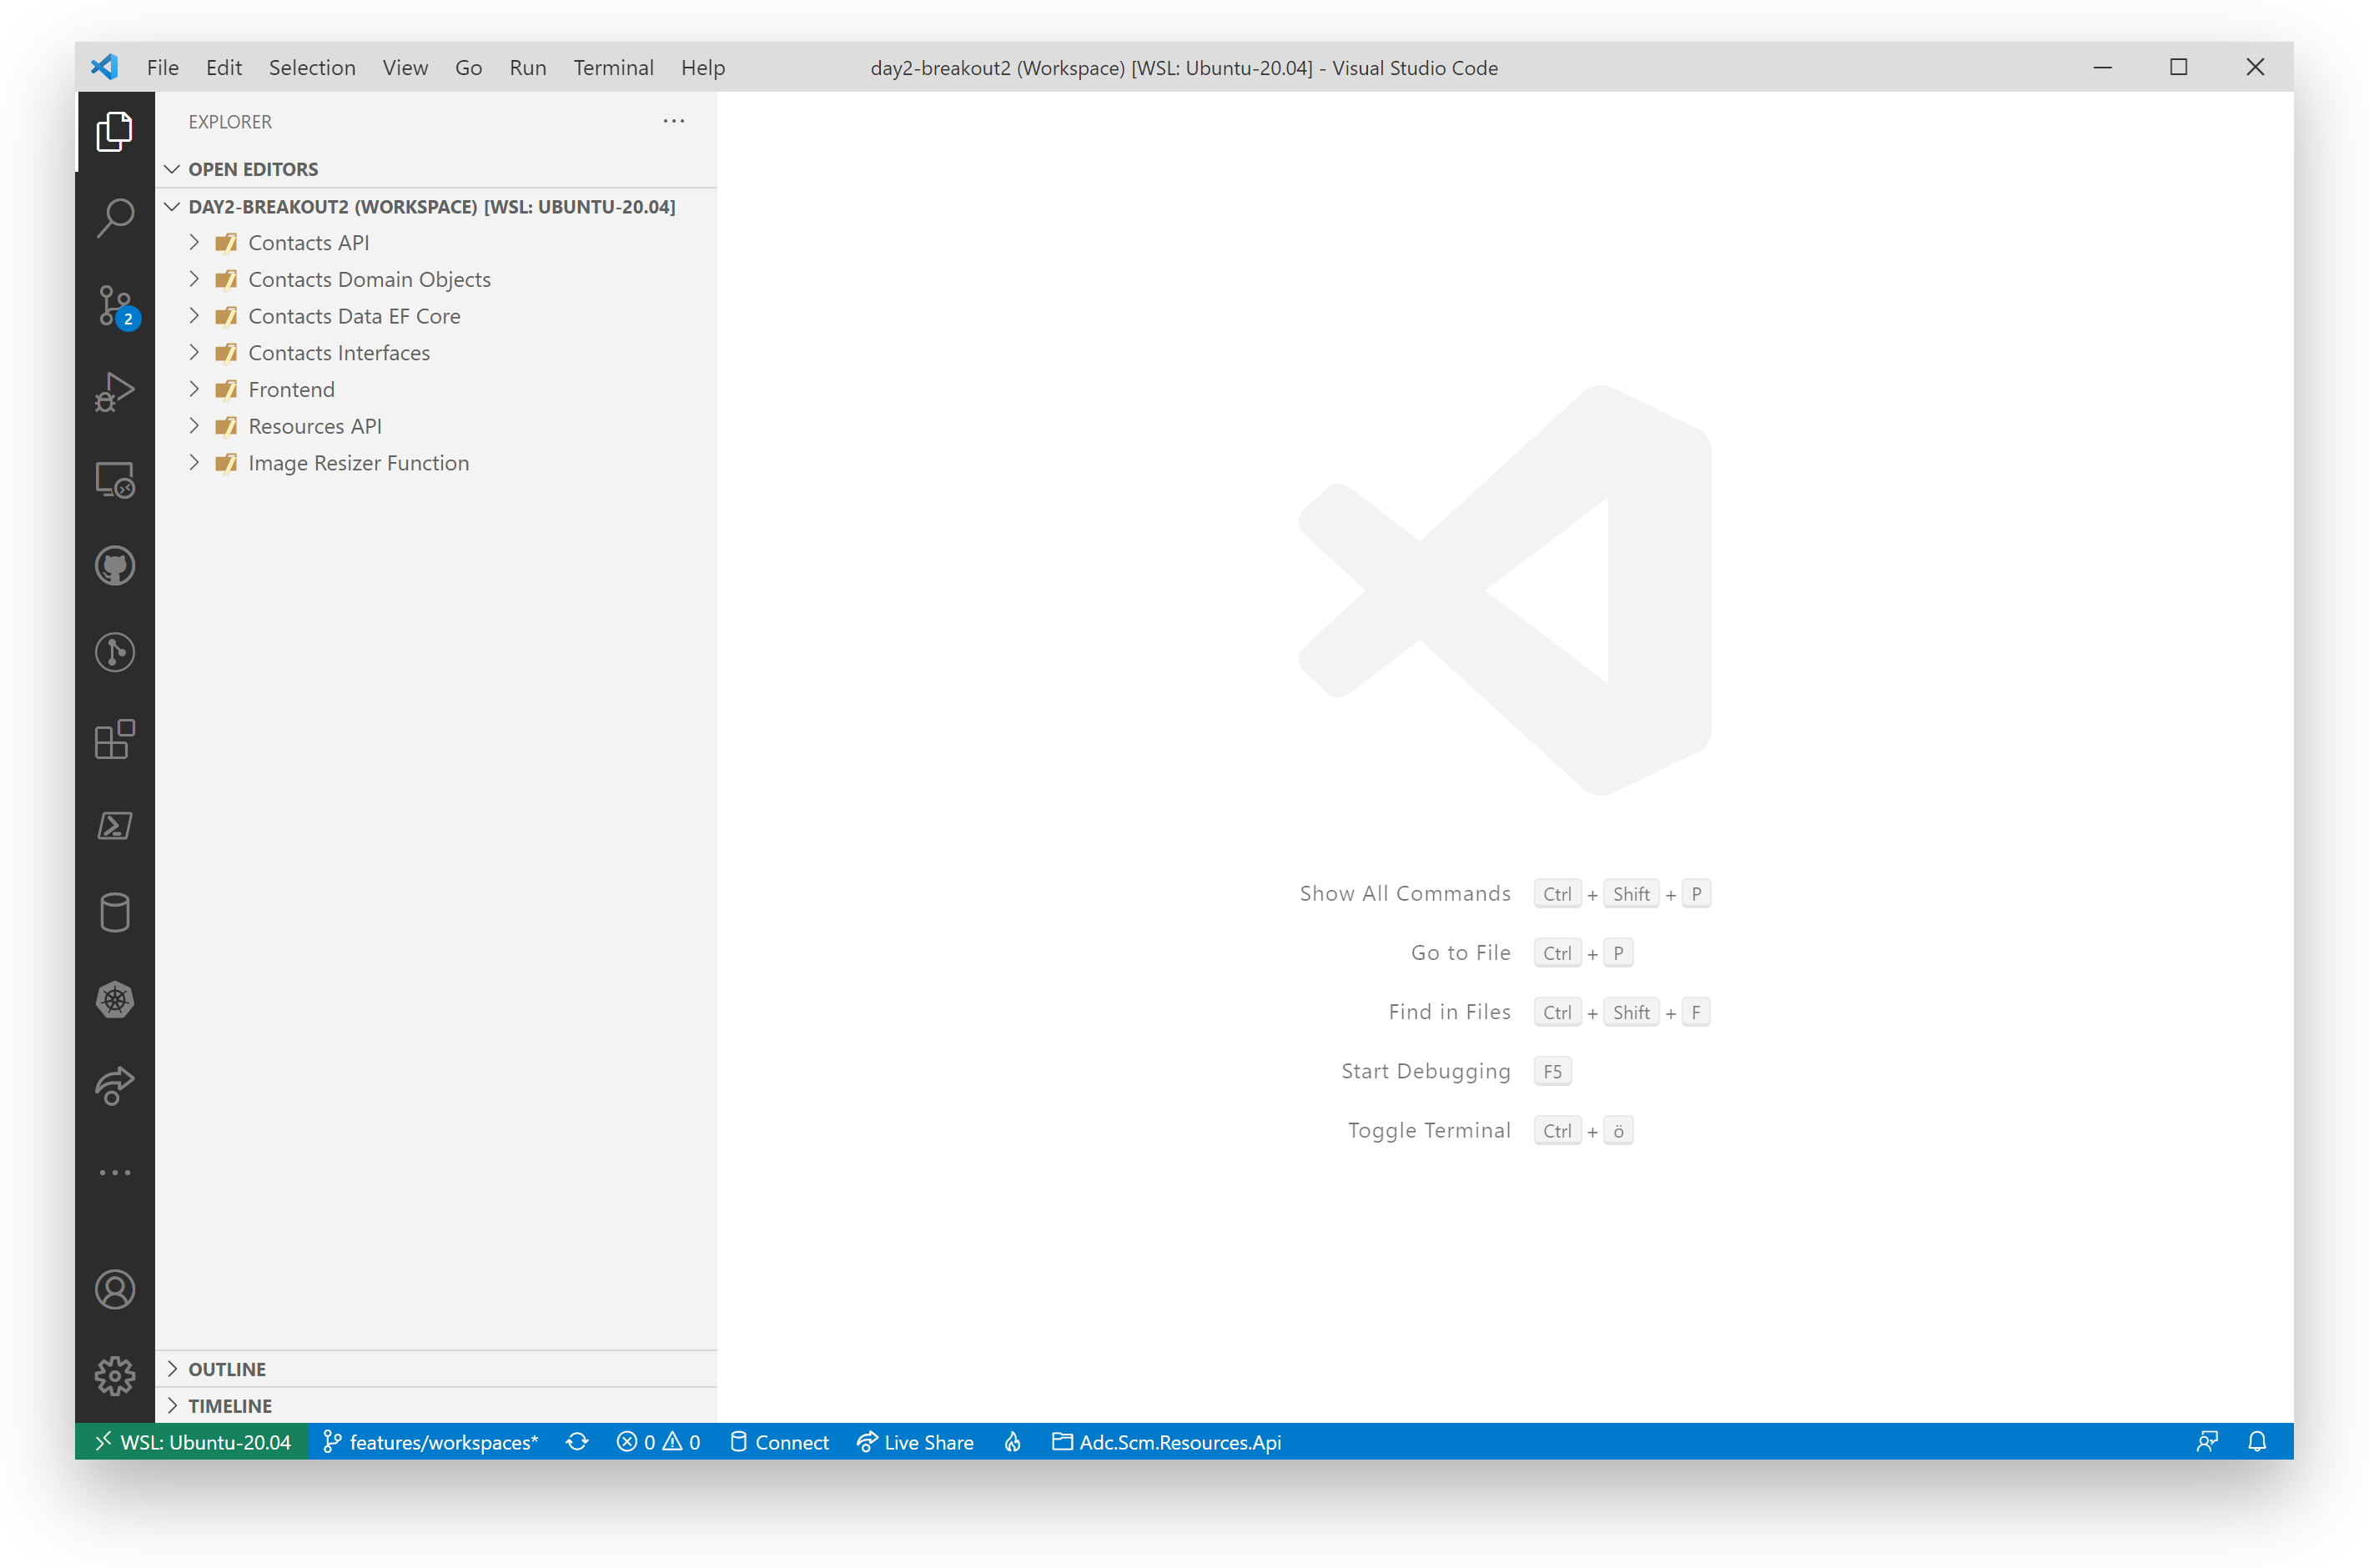 File Edit Selection View Go Run Terminal Help day2-breakout2 (Workspace) [WSL: Ubuntu-20.04] - Visual Studio Code
EXPLORER
OPEN EDITORS
DAY2-BREAKOUT2 (WORKSPACE) [WSL: UBUNTU-20.04]
Contacts API
Contacts Domain Objects
2
Contacts Data EF Core
Contacts Interfaces
Frontend
Resources API
Image Resizer Function
Show All Commands Ctrl + Shift + P
Go to File Ctrl + P
Find in Files Ctrl + Shift + F
Start Debugging F5
Toggle Terminal Ctrl + ö
OUTLINE
TIMELINE
WSL: Ubuntu-20.04 features/workspaces* 0 0 Connect Live Share Adc.Scm.Resources.Api